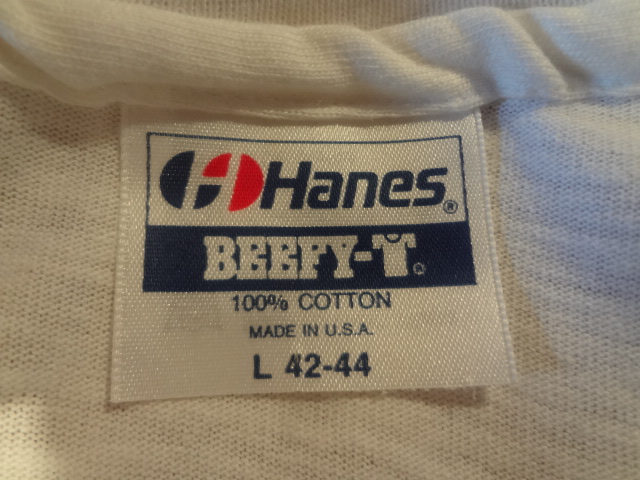 Hanes®
BEEFY-T®
100% COTTON
MADE IN U.S.A.
L 42-44